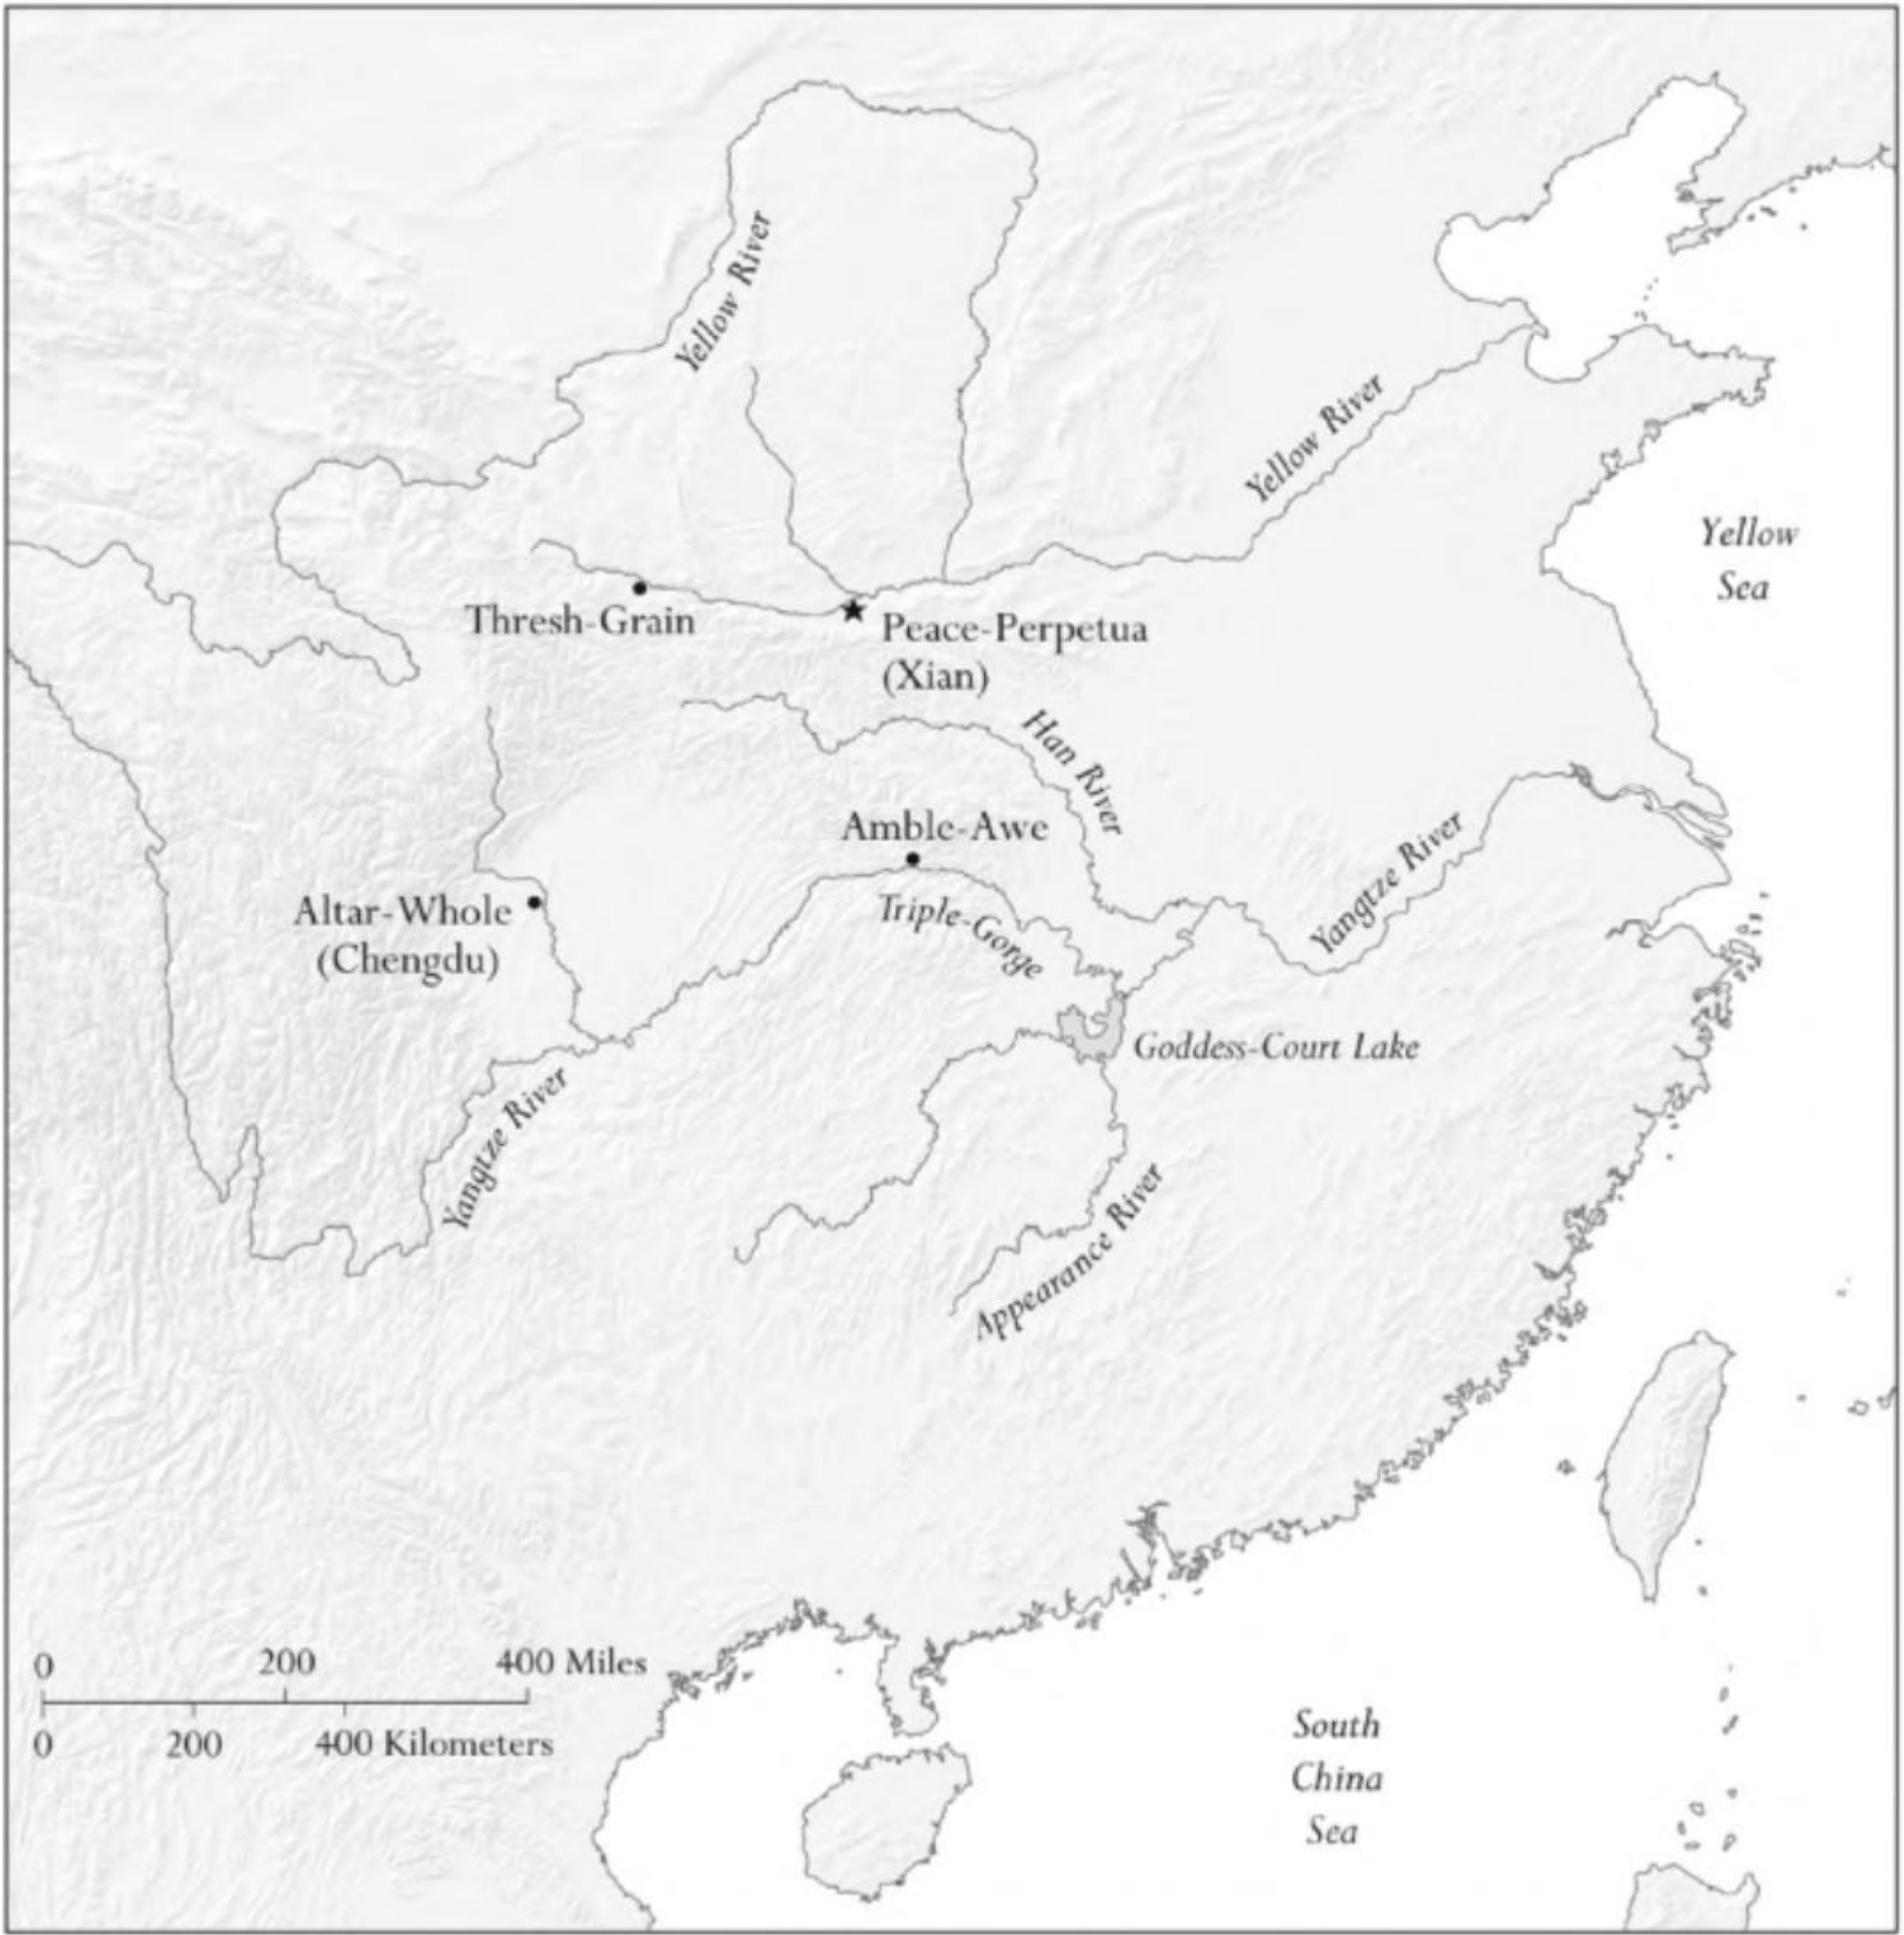 Yellow River
Yellow River
Yellow
Sea
Thresh-Grain
Peace-Perpetua
(Xian)
Han River
Amble-Awe
Yangtze River
Altar-Whole
(Chengdu)
Triple-Gorge
Goddess-Court Lake
Yangtze River
Appearance River
0 200 400 Miles
0 200 400 Kilometers
South
China
Sea